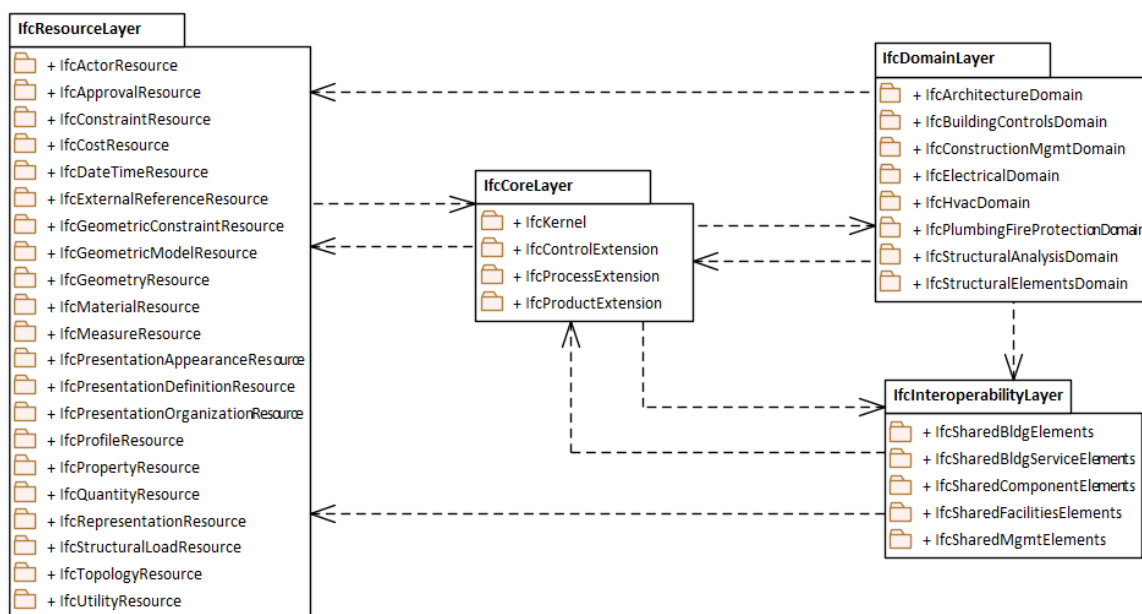 IfcResourceLayer
+ IfcActorResource
+ IfcApprovalResource
+ IfcConstraintResource
+ IfcCostResource
+ IfcDateTimeResource
+ IfcExternalReferenceResource
+ IfcGeometricConstraintResource
+ IfcGeometricModelResource
+ IfcGeometryResource
+ IfcMaterialResource
+ IfcMeasureResource
+ IfcPresentationAppearanceResource
+ IfcPresentationDefinitionResource
+ IfcPresentationOrganizationResource
+ IfcProfileResource
+ IfcPropertyResource
+ IfcQuantityResource
+ IfcRepresentationResource
+ IfcStructuralLoadResource
+ IfcTopologyResource
+ IfcUtilityResource
IfcCoreLayer
+ IfcKernel
+ IfcControlExtension
+ IfcProcessExtension
+ IfcProductExtension
IfcDomainLayer
+ IfcArchitectureDomain
+ IfcBuildingControlsDomain
+ IfcConstructionMgmtDomain
+ IfcElectricalDomain
+ IfcHvacDomain
+ IfcPlumbingFireProtectionDomain
+ IfcStructuralAnalysisDomain
+ IfcStructuralElementsDomain
IfcInteroperabilityLayer
+ IfcSharedBldgElements
+ IfcSharedBldgServiceElements
+ IfcSharedComponentElements
+ IfcSharedFacilitiesElements
+ IfcSharedMgmtElements